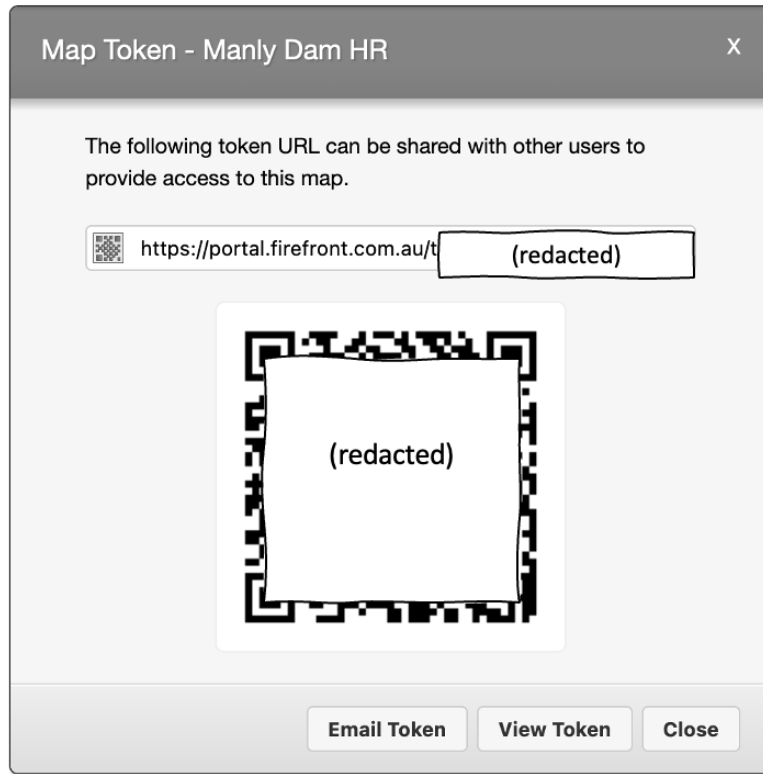 Map Token - Manly Dam HR
X
The following token URL can be shared with other users to
provide access to this map.
https://portal.firefront.com.au/t
(redacted)
(redacted)
Email Token
View Token
Close